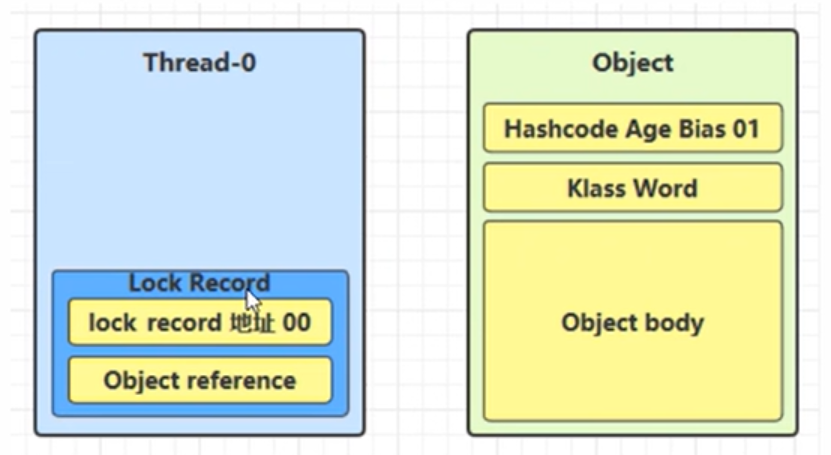 Thread-0
Lock Record
lock record 地址 00
Object reference
Object
Hashcode Age Bias 01
Klass Word
Object body